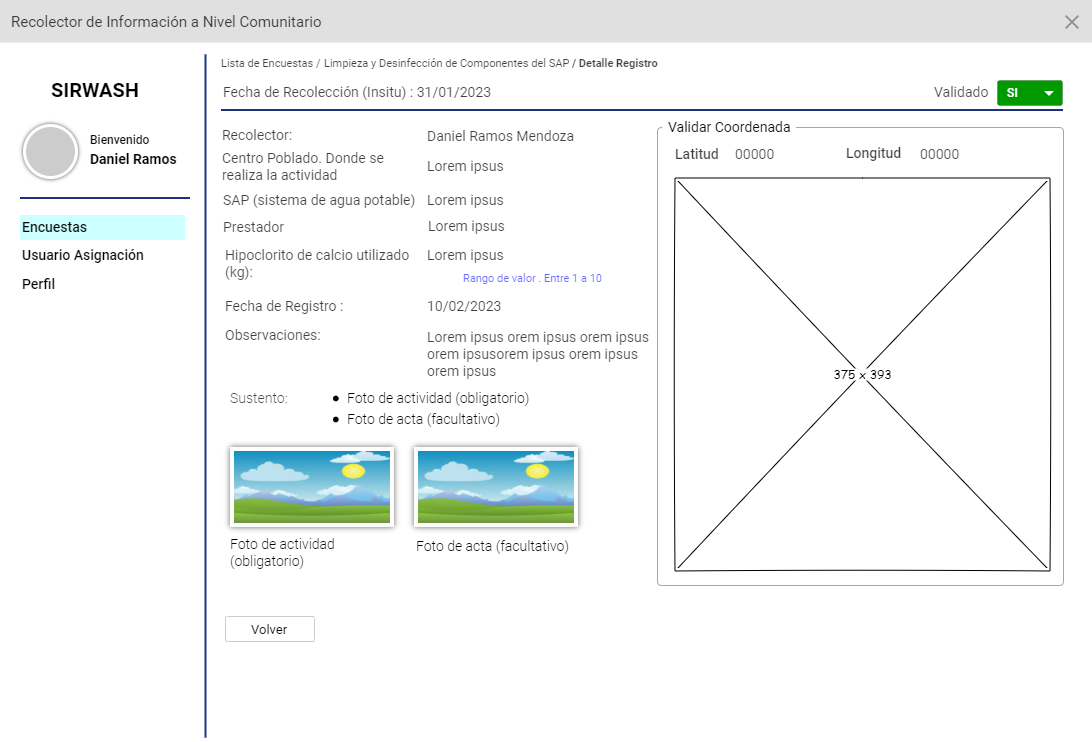 Recolector de Información a Nivel Comunitario
SIRWASH
Bienvenido
Daniel Ramos
Encuestas
Usuario Asignación
Perfil
Lista de Encuestas / Limpieza y Desinfección de Componentes del SAP / Detalle Registro
Fecha de Recolección (Insitu) : 31/01/2023
Validado SI
Recolector: Daniel Ramos Mendoza
Centro Poblado. Donde se
realiza la actividad
Lorem ipsus
SAP (sistema de agua potable) Lorem ipsus
Prestador Lorem ipsus
Hipoclorito de calcio utilizado
(kg):
Lorem ipsus
Rango de valor . Entre 1 a 10
Fecha de Registro : 10/02/2023
Observaciones:
Lorem ipsus orem ipsus orem ipsus
orem ipsusorem ipsus orem ipsus
orem ipsus
Sustento:
• Foto de actividad (obligatorio)
• Foto de acta (facultativo)
Foto de actividad
(obligatorio)
Foto de acta (facultativo)
Volver
Validar Coordenada
Latitud 00000 Longitud 00000
375 × 393